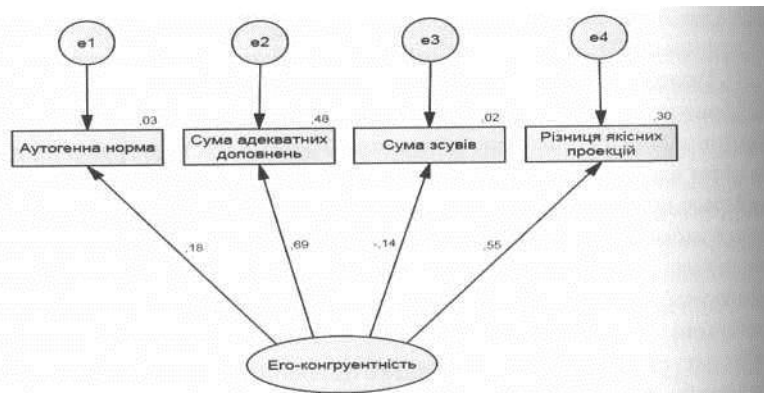 e1
e2
e3
e4
,03
,48
,02
,30
Аутогенна норма
Сума адекватних
доповнень
Сума зсувів
Різниця якісних
проекцій
,18
,69
-,14
,55
Его-конгруентність